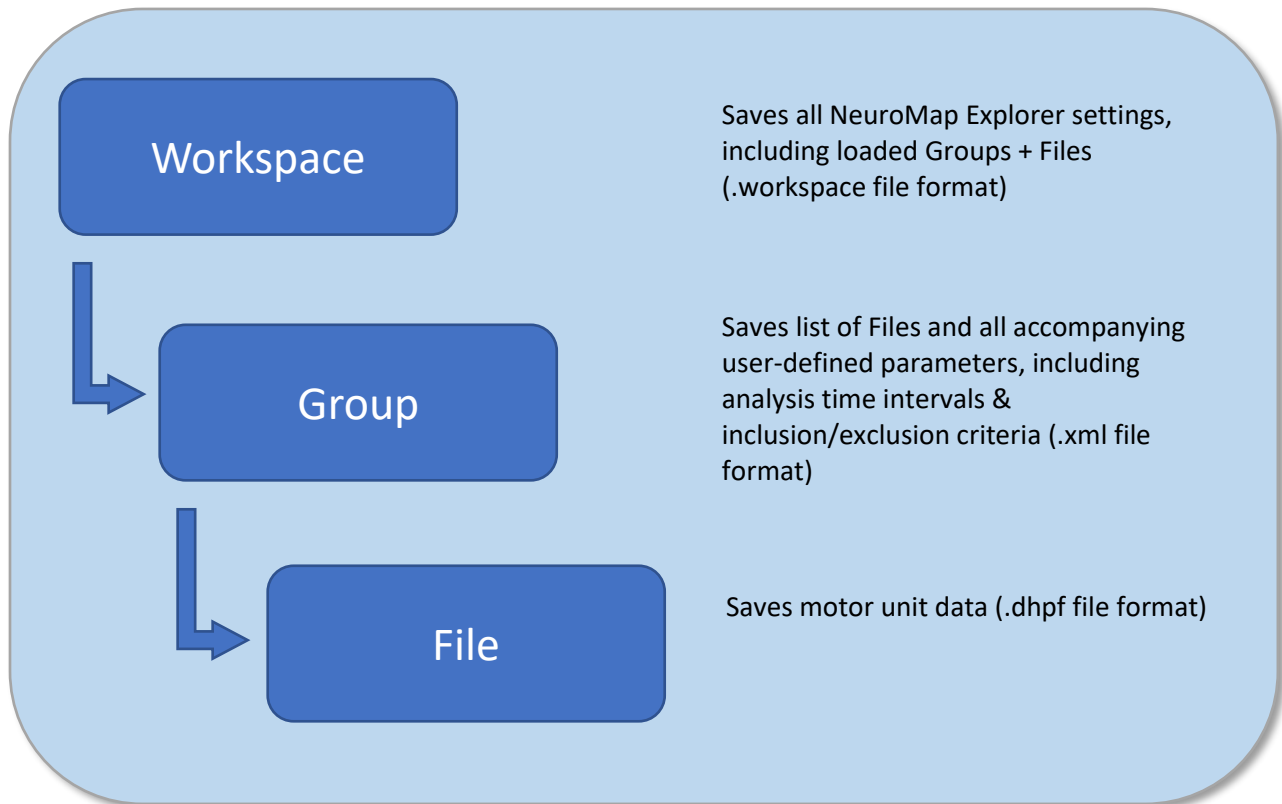 Workspace
Saves all NeuroMap Explorer settings,
including loaded Groups + Files
(.workspace file format)
Group
Saves list of Files and all accompanying
user-defined parameters, including
analysis time intervals &
inclusion/exclusion criteria (.xml file
format)
File
Saves motor unit data (.dhpf file format)